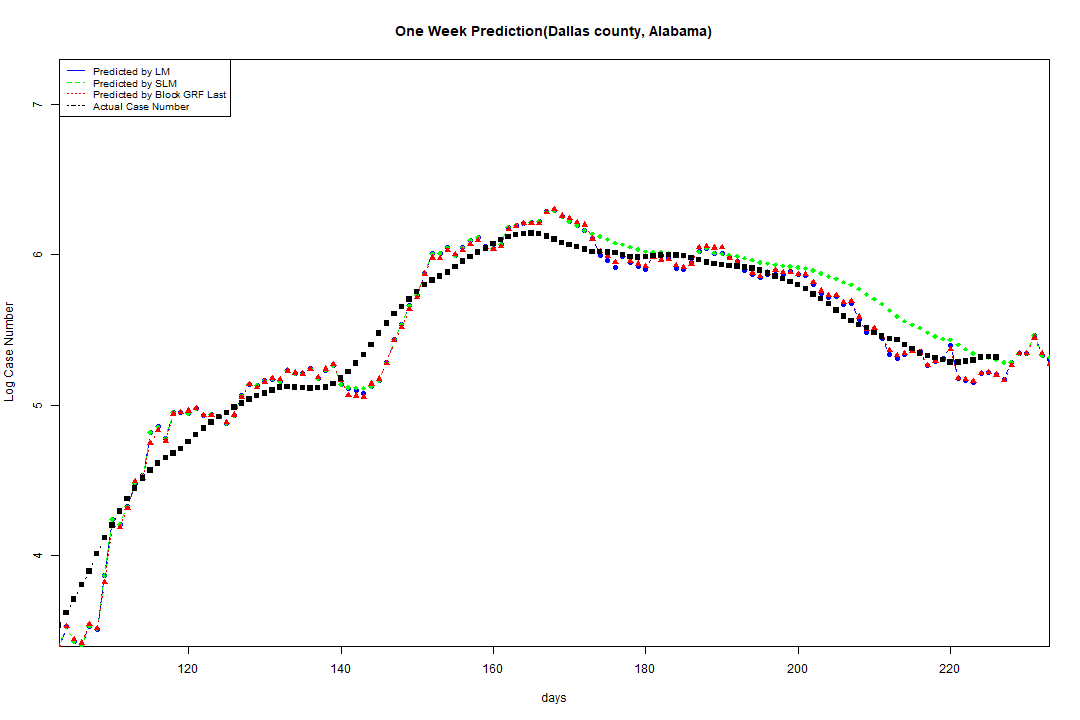 One Week Prediction(Dallas county, Alabama)
Predicted by LM
Predicted by SLM
Predicted by Block GRF Last
Actual Case Number
7
6
5
4
Log Case Number
120 140 160 180 200 220
days